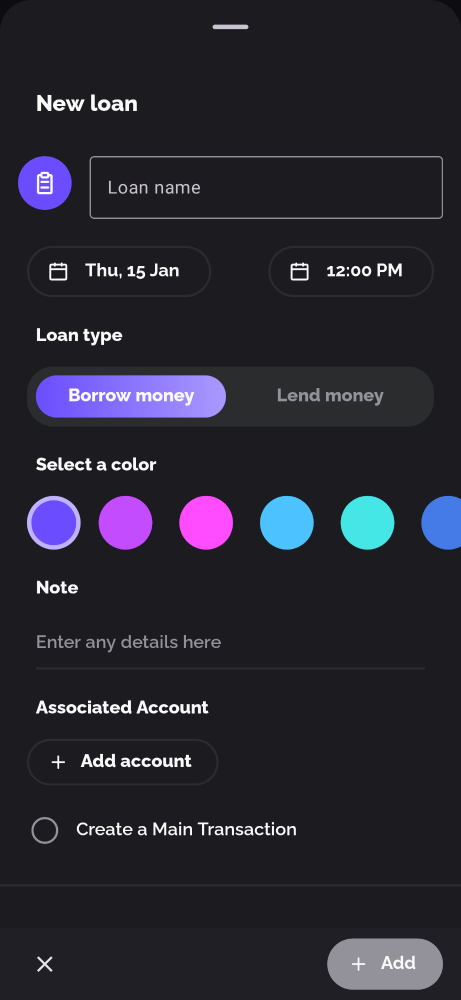 New loan
Loan name
Thu, 15 Jan
12:00 PM
Loan type
Borrow money
Lend money
Select a color
Note
Enter any details here
Associated Account
Add account
Create a Main Transaction
Add